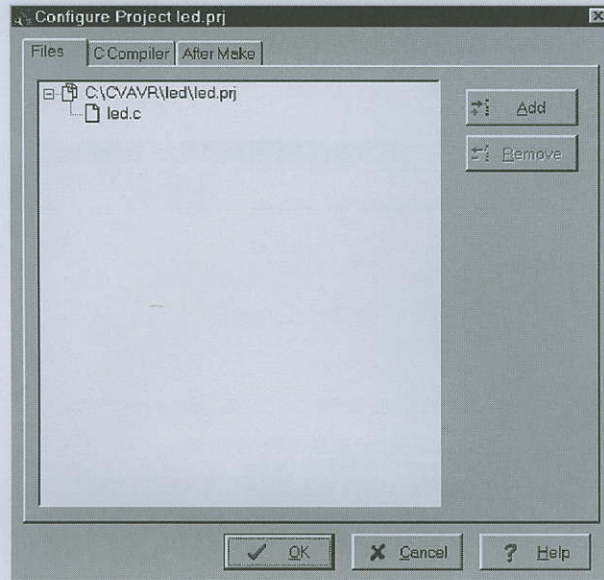 Configure Project led.prj
Files
C Compiler
After Make
C:\CVAVR\led\led.prj
led.c
Add
Remove
OK
Cancel
? Help